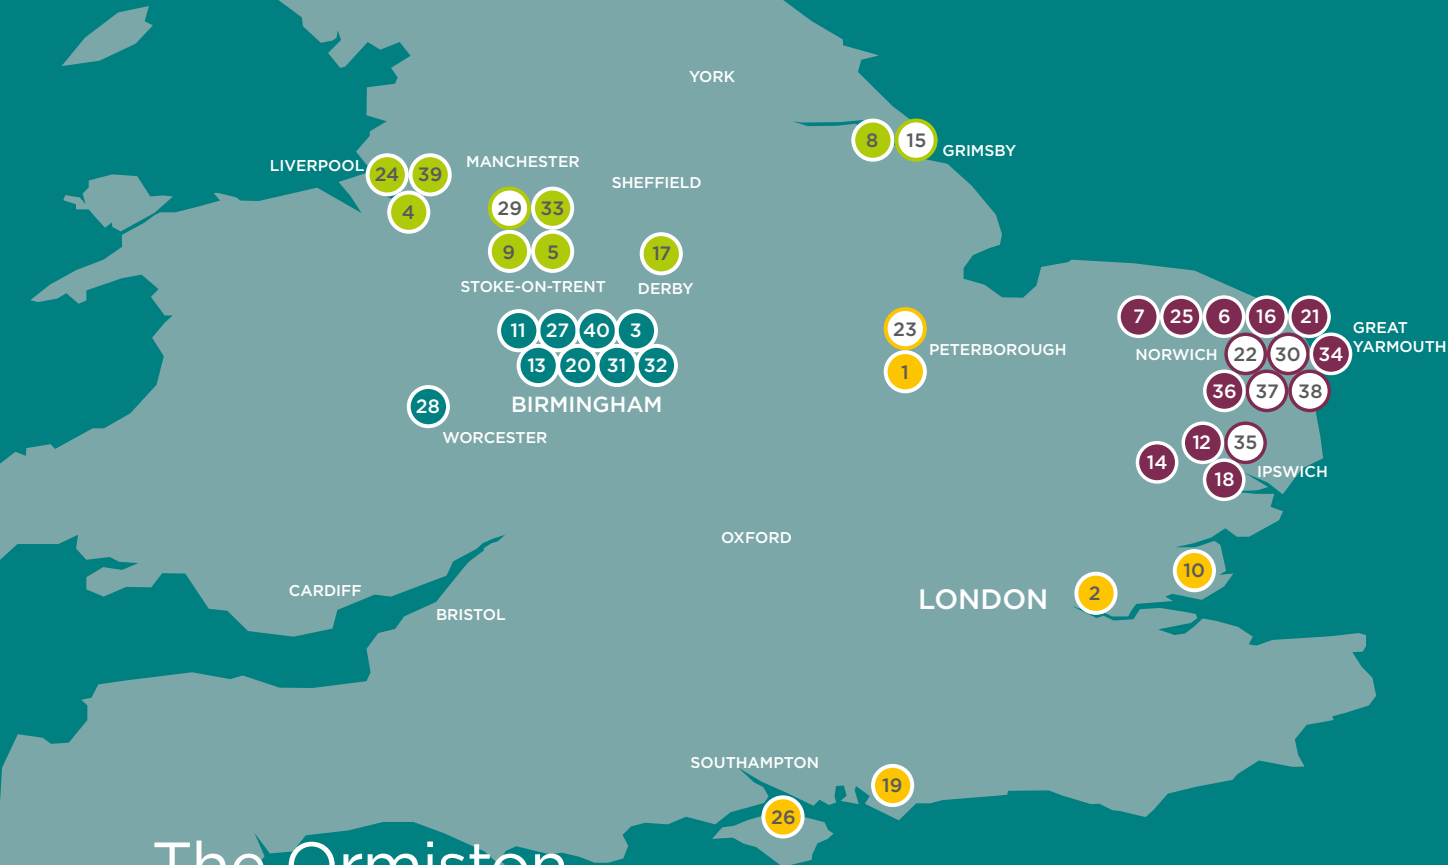 YORK
8 15 GRIMSBY
LIVERPOOL 24 39
4
MANCHESTER
SHEFFIELD
29 33
9 5
17
STOKE-ON-TRENT
DERBY
11 27 40 3
13 20 31 32
BIRMINGHAM
28
WORCESTER
23
1
PETERBOROUGH
7 25 6 16 21
GREAT
YARMOUTH
NORWICH 22 30 34
36 37 38
12 35
14
18
IPSWICH
OXFORD
CARDIFF
BRISTOL
10
LONDON 2
SOUTHAMPTON
19
26
The Ormiston